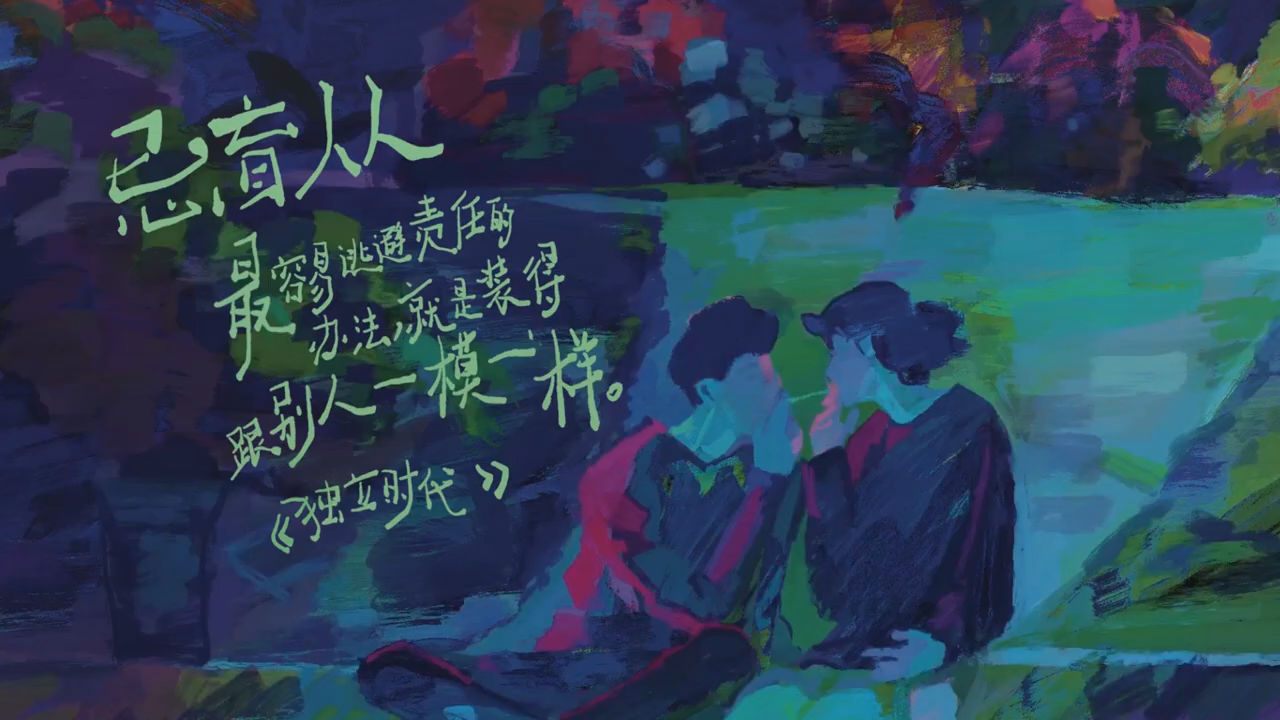 忌盲从
最容易逃避责任的
办法,就是装得
跟别人一模一样。
《独立时代》